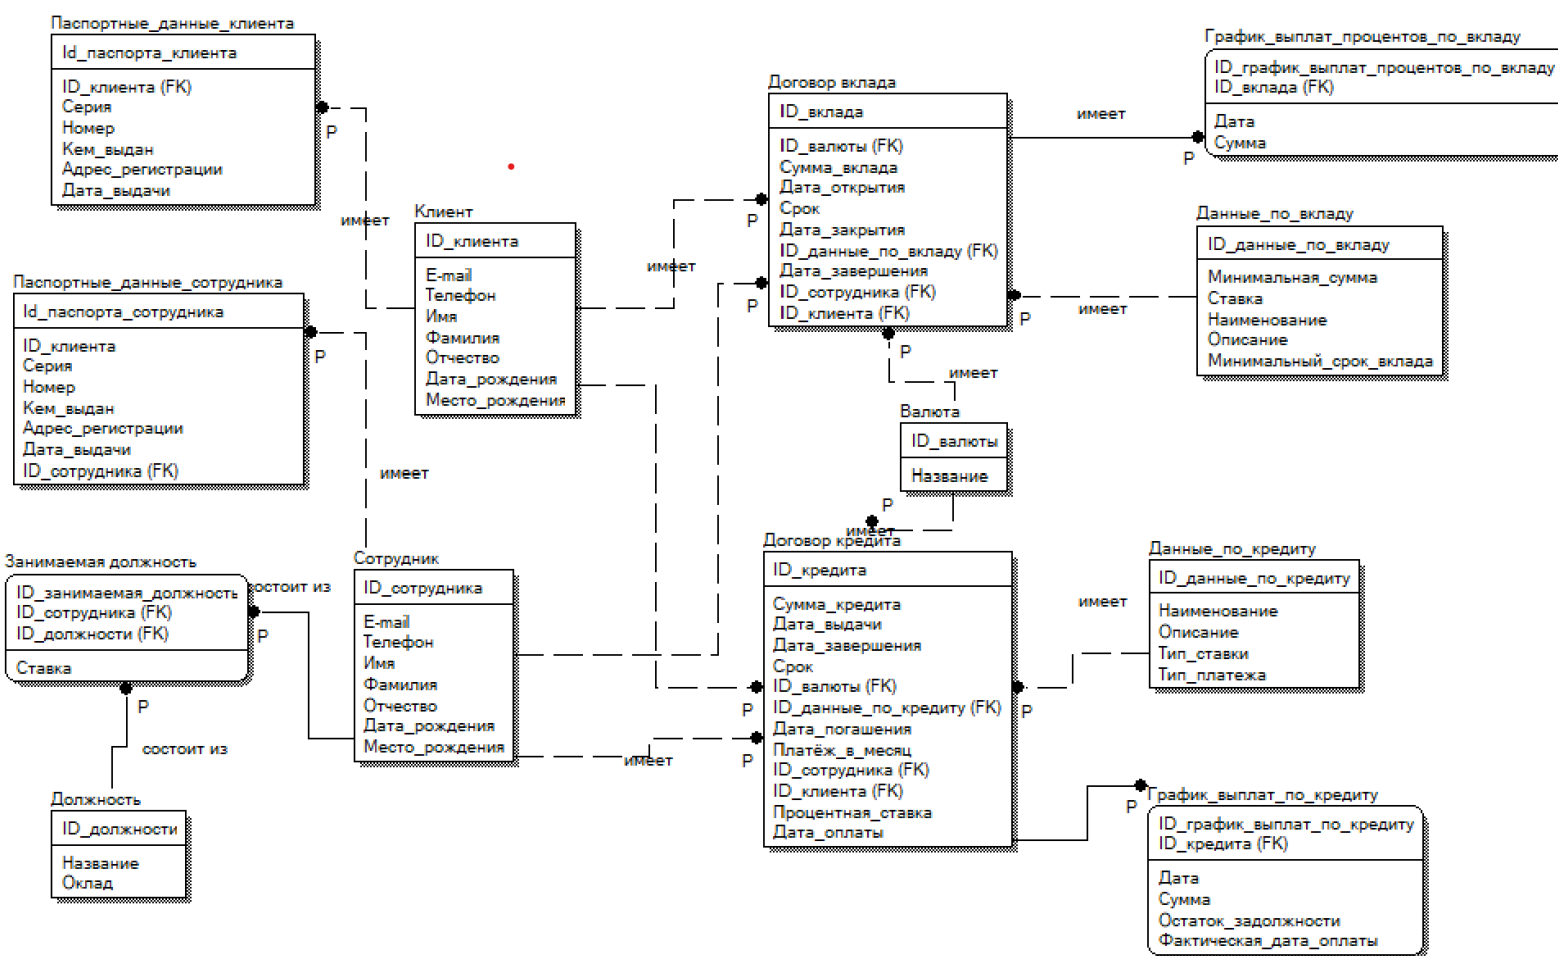 Паспортные_данные_клиента
Id_паспорта_клиента
ID_клиента (FK)
Серия
Номер
Кем_выдан
Адрес_регистрации
Дата_выдачи
P
имеет
Клиент
ID_клиента
E-mail
Телефон
Имя
Фамилия
Отчество
Дата_рождения
Место_рождения
Паспортные_данные_сотрудника
Id_паспорта_сотрудника
ID_клиента
Серия
Номер
Кем_выдан
Адрес_регистрации
Дата_выдачи
ID_сотрудника (FK)
P
имеет
Занимаемая должность
ID_занимаемая_должность
ID_сотрудника (FK)
ID_должности (FK)
Ставка
состоит из
P
P
состоит из
Должность
ID_должности
Название
Оклад
Сотрудник
ID_сотрудника
E-mail
Телефон
Имя
Фамилия
Отчество
Дата_рождения
Место_рождения
имеет
P
имеет
P
Договор вклада
ID_вклада
ID_валюты (FK)
Сумма_вклада
Дата_открытия
Срок
Дата_закрытия
ID_данные_по_вкладу (FK)
Дата_завершения
ID_сотрудника (FK)
ID_клиента (FK)
имеет
P
График_выплат_процентов_по_вкладу
ID_график_выплат_процентов_по_вкладу
ID_вклада (FK)
Дата
Сумма
Данные_по_вкладу
ID_данные_по_вкладу
Минимальная_сумма
Ставка
Наименование
Описание
Минимальный_срок_вклада
P
имеет
P
имеет
Валюта
ID_валюты
Название
P
имеет
Договор кредита
ID_кредита
Сумма_кредита
Дата_выдачи
Дата_завершения
Срок
ID_валюты (FK)
ID_данные_по_кредиту (FK)
Дата_погашения
Платёж_в_месяц
ID_сотрудника (FK)
ID_клиента (FK)
Процентная_ставка
Дата_оплаты
P
P
имеет
P
Данные_по_кредиту
ID_данные_по_кредиту
Наименование
Описание
Тип_ставки
Тип_платежа
P
График_выплат_по_кредиту
ID_график_выплат_по_кредиту
ID_кредита (FK)
Дата
Сумма
Остаток_задолжности
Фактическая_дата_оплаты